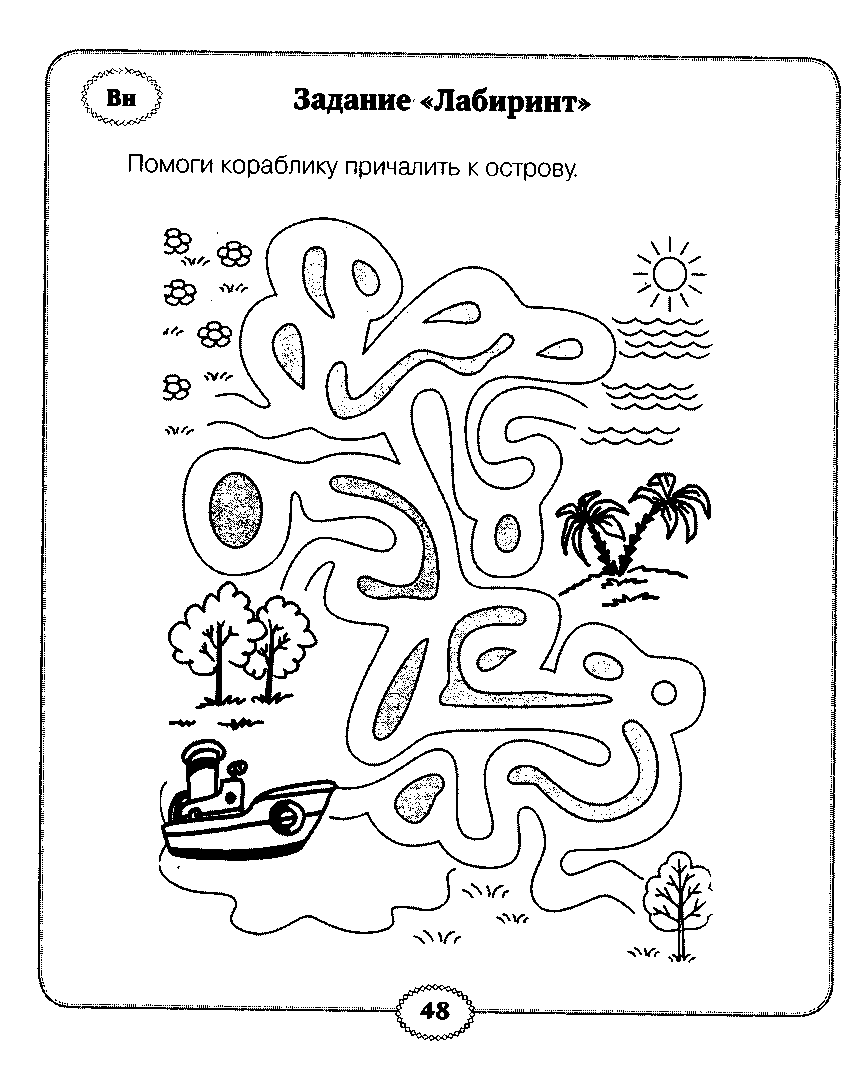 Вн
Задание «Лабиринт»
Помоги кораблику причалить к острову.
48